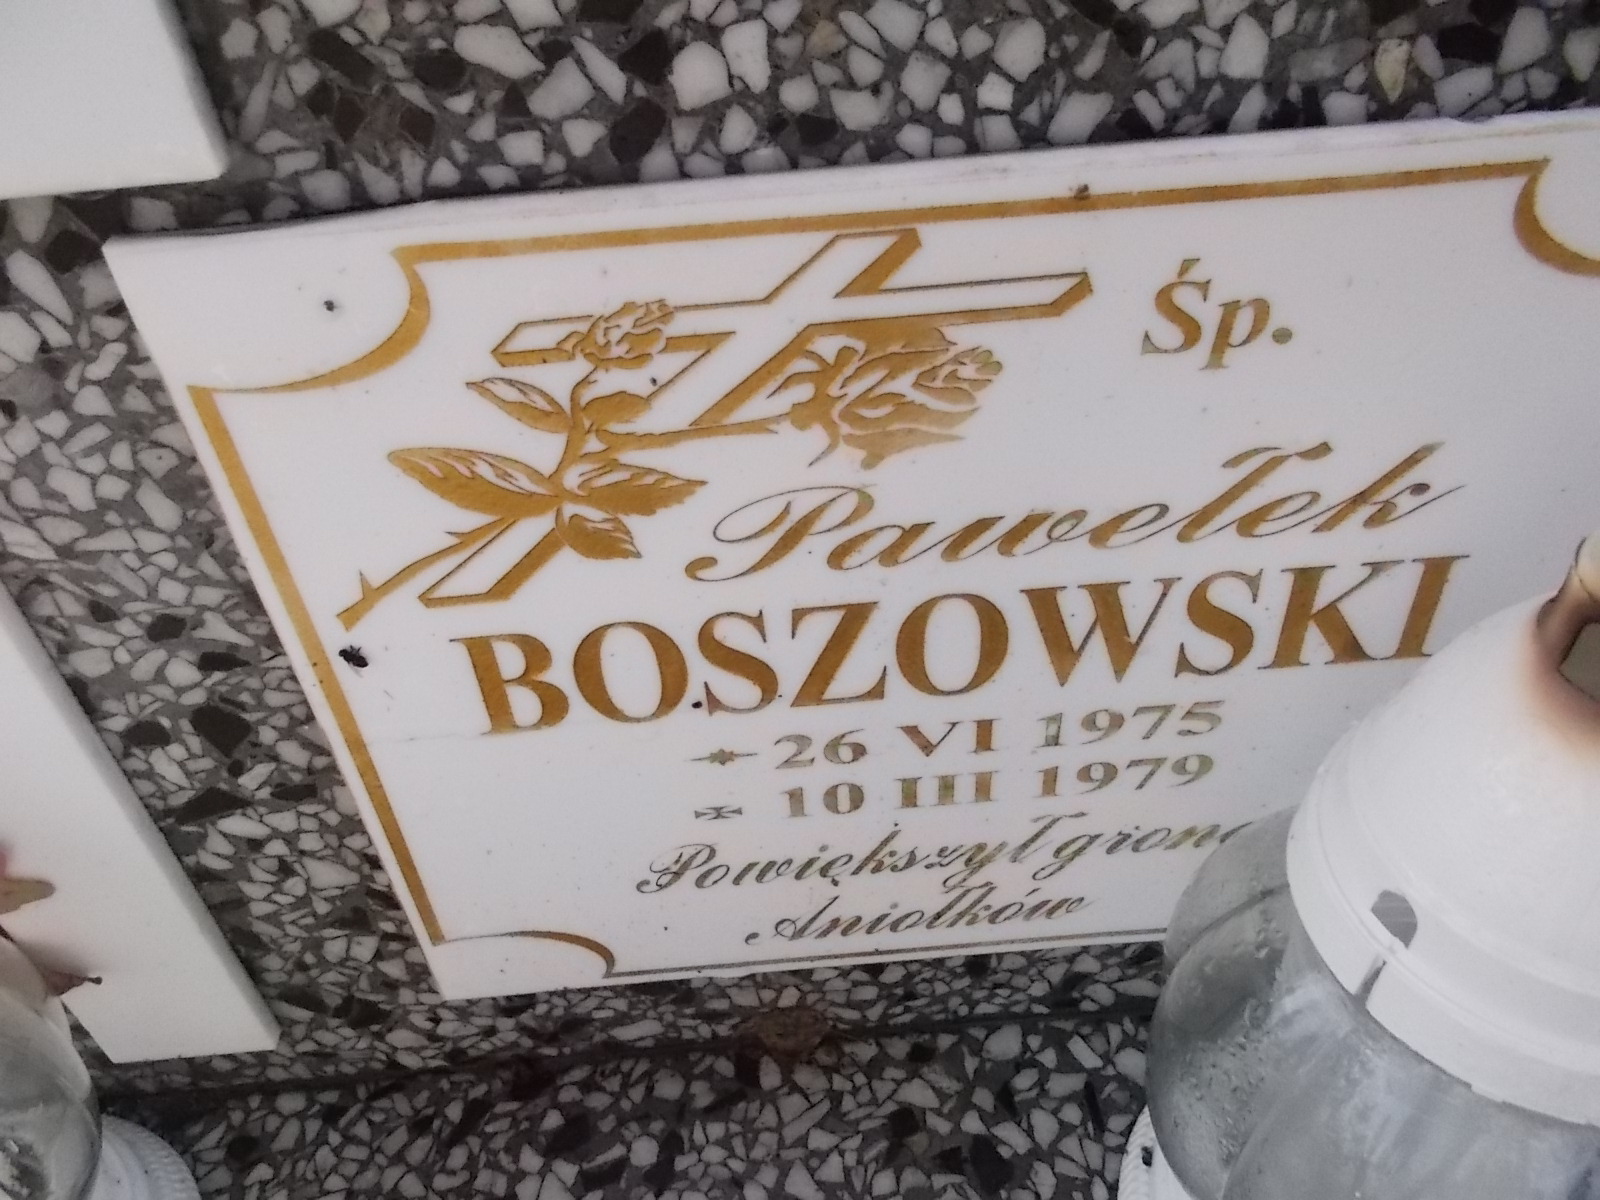 Śp.
Pawełek
BOSZOWSKI
26 VI 1975
10 III 1979
Powiększył grono
Aniołków